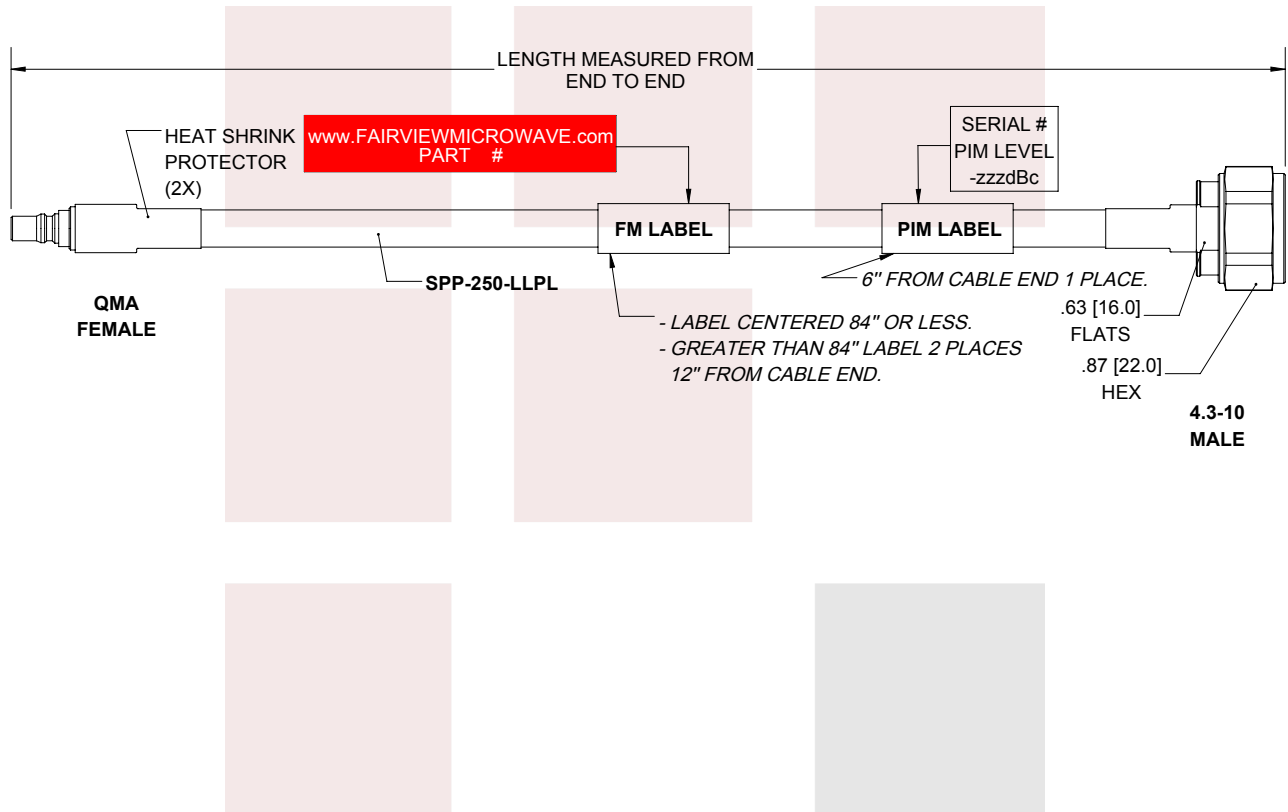 LENGTH MEASURED FROM
END TO END
HEAT SHRINK
PROTECTOR
(2X)
www.FAIRVIEWMICROWAVE.com
PART #
SERIAL #
PIM LEVEL
-zzzdBc
FM LABEL
PIM LABEL
SPP-250-LLPL
6" FROM CABLE END 1 PLACE.
QMA
FEMALE
- LABEL CENTERED 84" OR LESS.
- GREATER THAN 84" LABEL 2 PLACES
12" FROM CABLE END.
.63 [16.0]
FLATS
.87 [22.0]
HEX
4.3-10
MALE